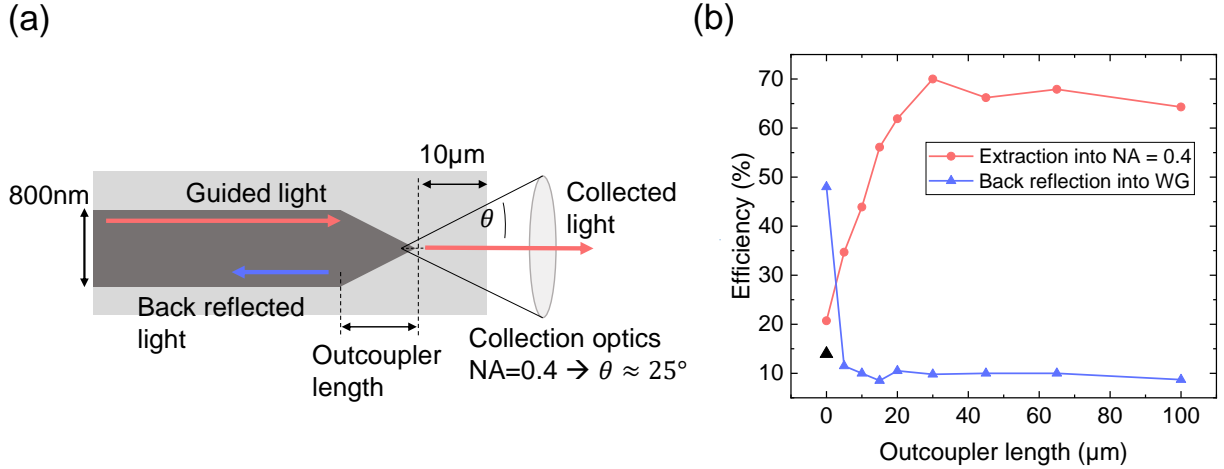 (a)
800nm
Guided light
Back reflected
light
10µm
θ
Collected
light
Outcoupler
length
Collection optics
NA=0.4 → θ ≈ 25°
(b)
Efficiency (%)
70
60
50
40
30
20
10
Extraction into NA = 0.4
Back reflection into WG
0 20 40 60 80 100
Outcoupler length (µm)